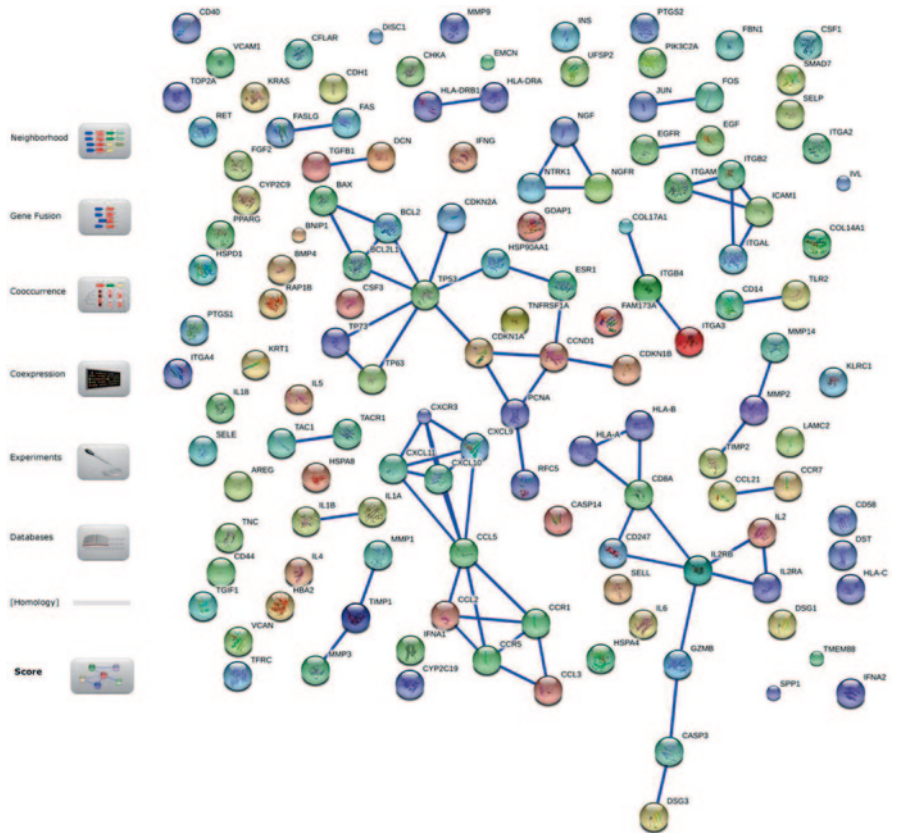 CD40
DISC1
MMP9
INS
PTGS2
FBN1
CSF1
VCAM1
CFLAR
CHKA
EMCN
UFSP2
PIK3C2A
SMAD7
TOP2A
KRAS
CDH1
HLA-DRB1
HLA-DRA
JUN
FOS
SELP
Neighborhood
RET
FASLG
FAS
NGF
EGFR
EGF
ITGA2
FGF2
TGFB1
DCN
IFNG
NTRK1
NGFR
ITGAM
ITGB2
IVL
CYP2C9
BAX
ICAM1
Gene Fusion
PPARG
BNIP1
BCL2
CDKN2A
GDAP1
COL17A1
ITGAL
COL14A1
HSPD1
BMP4
BCL2L1
HSP90AA1
Cooccurrence
RAP1B
CSF3
TP53
ESR1
ITGB4
CD14
TLR2
PTGS1
TP73
TNFRSF1A
FAM173A
ITGA3
ITGA4
KRT1
TP63
CDKN1A
CCND1
CDKN1B
MMP14
Coexpression
IL18
IL5
PCNA
MMP2
KLRC1
SELE
TAC1
TACR1
CXCR3
CXCL9
HLA-B
HLA-A
TIMP2
LAMC2
Experiments
AREG
HSPA8
CXCL11
CXCL10
RFC5
CD8A
CCL21
CCR7
IL1B
IL1A
CASP14
IL2
CD58
Databases
TNC
MMP1
CCL5
CD247
IL2RB
DST
CD44
IL4
SELL
IL2RA
HLA-C
[Homology]
TGIF1
HBA2
TIMP1
CCL2
CCR1
IL6
DSG1
VCAN
MMP3
IFNA1
CCR5
HSPA4
GZMB
TMEM88
Score
TFRC
CYP2C19
CCL3
SPP1
IFNA2
CASP3
DSG3